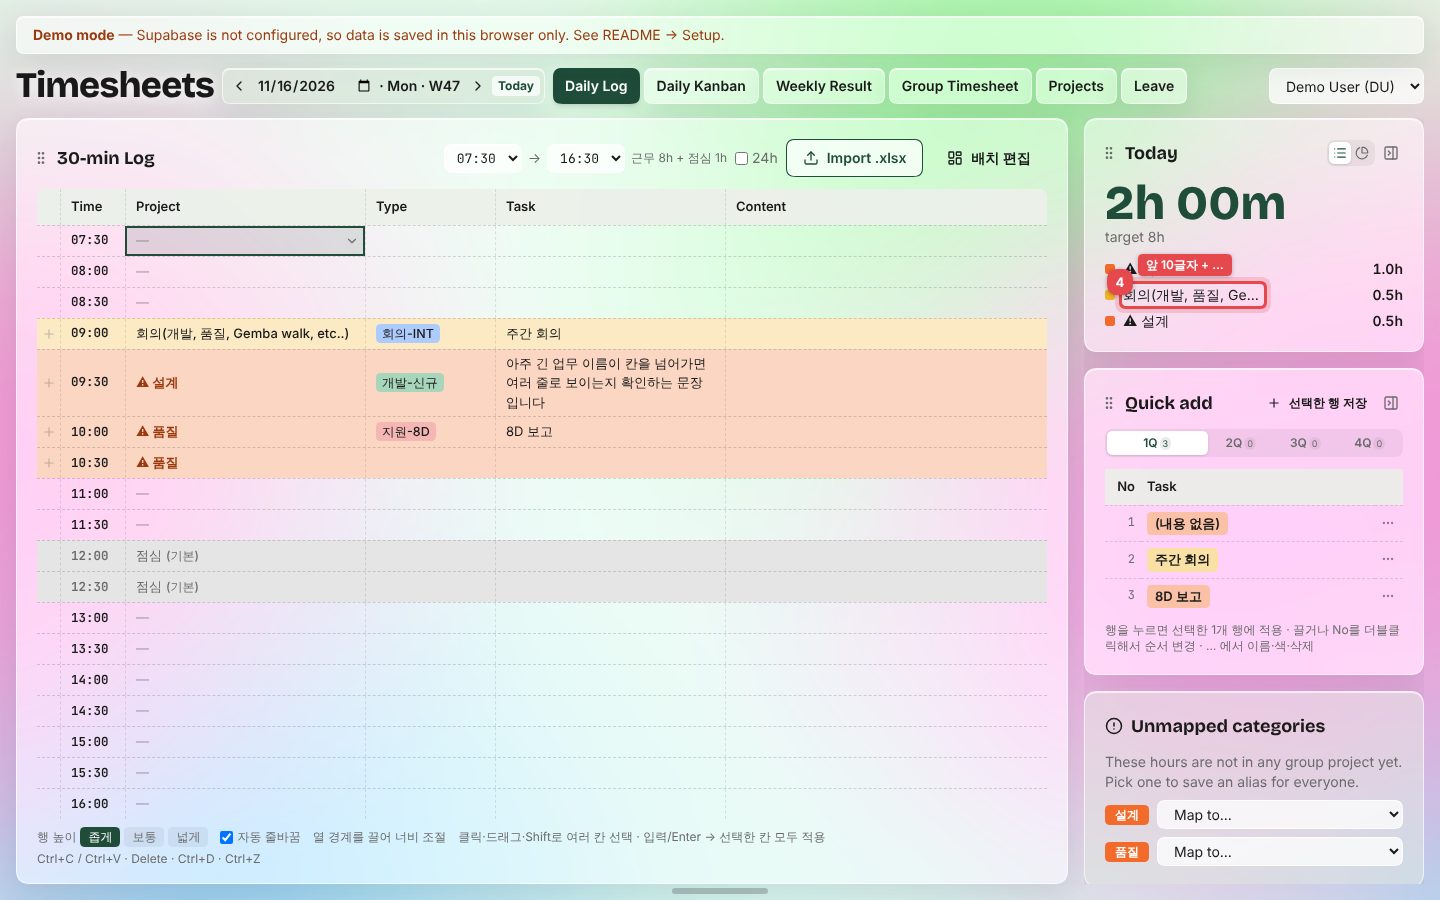 Demo mode — Supabase is not configured, so data is saved in this browser only. See README → Setup.
Timesheets
11/16/2026 · Mon · W47 Today
Daily Log Daily Kanban Weekly Result Group Timesheet Projects Leave
Demo User (DU)
30-min Log
07:30 → 16:30 근무 8h + 점심 1h 24h Import .xlsx 배치 편집
Time Project Type Task Content
07:30 —
08:00 —
08:30 —
09:00 회의(개발, 품질, Gemba walk, etc..) 회의-INT 주간 회의
09:30 설계 개발-신규 아주 긴 업무 이름이 칸을 넘어가면
여러 줄로 보이는지 확인하는 문장
입니다
10:00 품질 지원-8D 8D 보고
10:30 품질
11:00 —
11:30 —
12:00 점심 (기본)
12:30 점심 (기본)
13:00 —
13:30 —
14:00 —
14:30 —
15:00 —
15:30 —
16:00 —
행 높이 좁게 보통 넓게 자동 줄바꿈 열 경계를 끌어 너비 조절 클릭·드래그·Shift로 여러 칸 선택 · 입력/Enter → 선택한 칸 모두 적용
Ctrl+C / Ctrl+V · Delete · Ctrl+D · Ctrl+Z
Today
2h 00m
target 8h
앞 10글자 + ...
1.0h
4
회의(개발, 품질, Ge... 0.5h
설계 0.5h
Quick add + 선택한 행 저장
1Q 3 2Q 0 3Q 0 4Q 0
No Task
1 (내용 없음) ...
2 주간 회의 ...
3 8D 보고 ...
행을 누르면 선택한 1개 행에 적용 · 끌거나 No를 더블클
릭해서 순서 변경 · ... 에서 이름·색·삭제
Unmapped categories
These hours are not in any group project yet.
Pick one to save an alias for everyone.
설계 Map to...
품질 Map to...